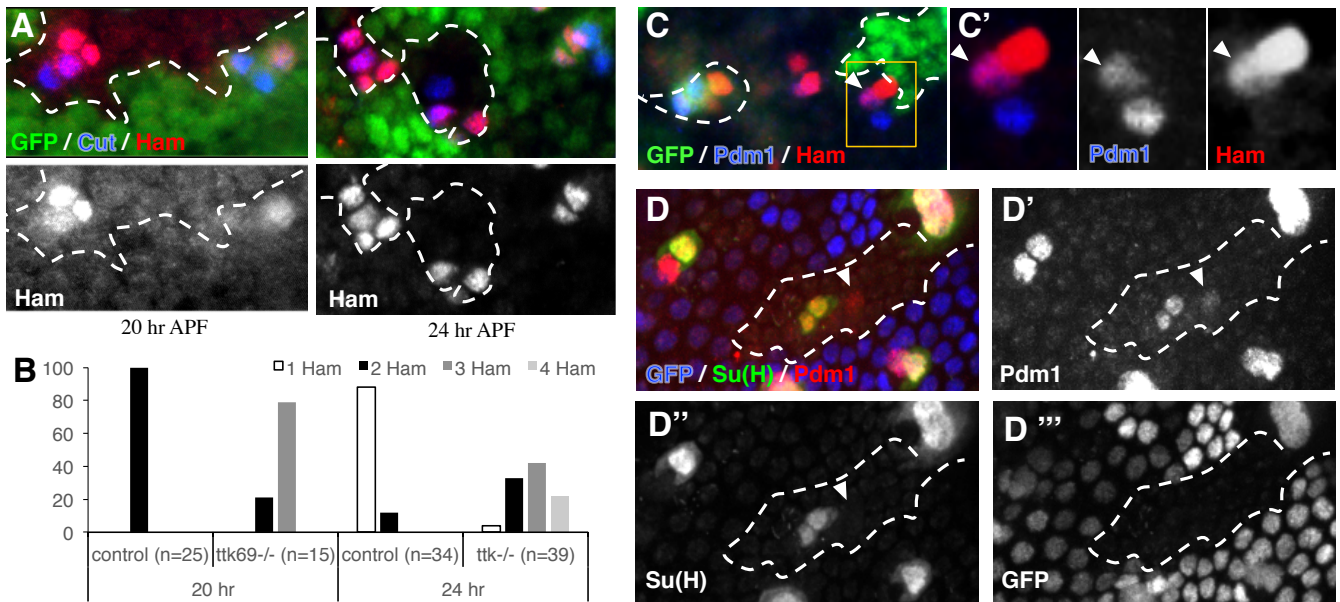 A
GFP / Cut / Ham
Ham
Ham
20 hr APF
24 hr APF
B
1 Ham 2 Ham 3 Ham 4 Ham
100
80
60
40
20
0
control (n=25) ttk69-/- (n=15) control (n=34) ttk-/- (n=39)
20 hr 24 hr
C
GFP / Pdm1 / Ham
C'
Pdm1
Ham
D
GFP / Su(H) / Pdm1
D'
Pdm1
D''
Su(H)
D '''
GFP